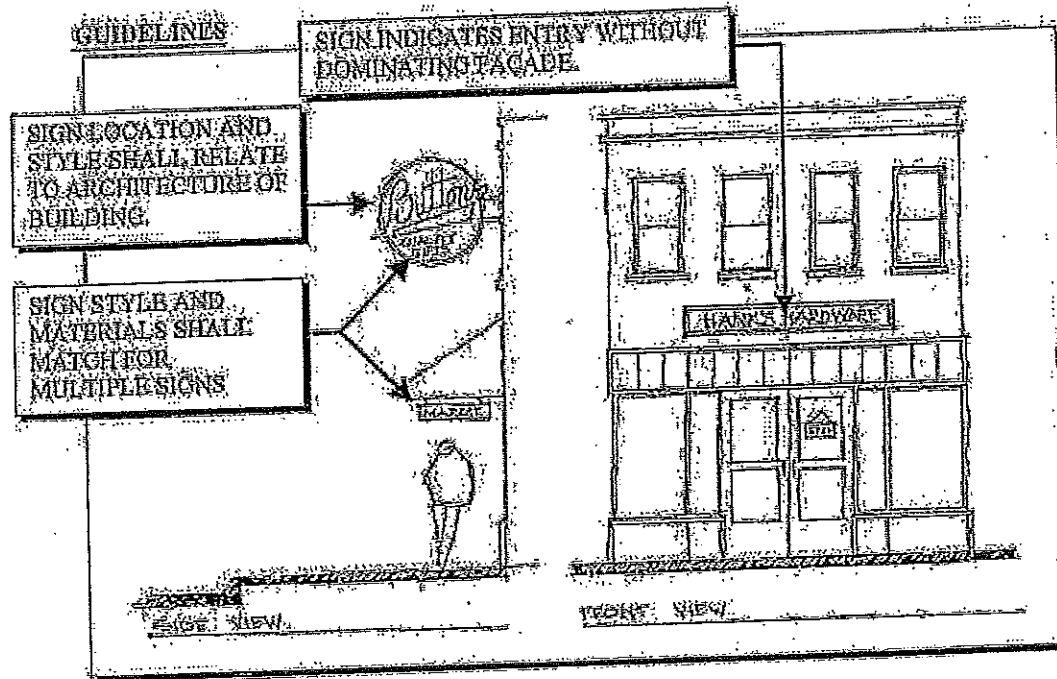 GUIDELINES
SIGN INDICATES ENTRY WITHOUT
DOMINATING FACADE.
SIGN LOCATION AND
STYLE SHALL RELATE
TO ARCHITECTURE OF
BUILDING.
SIGN STYLE AND
MATERIALS SHALL
MATCH FOR
MULTIPLE SIGNS
HANK'S HARDWARE
SIDE VIEW
FRONT VIEW